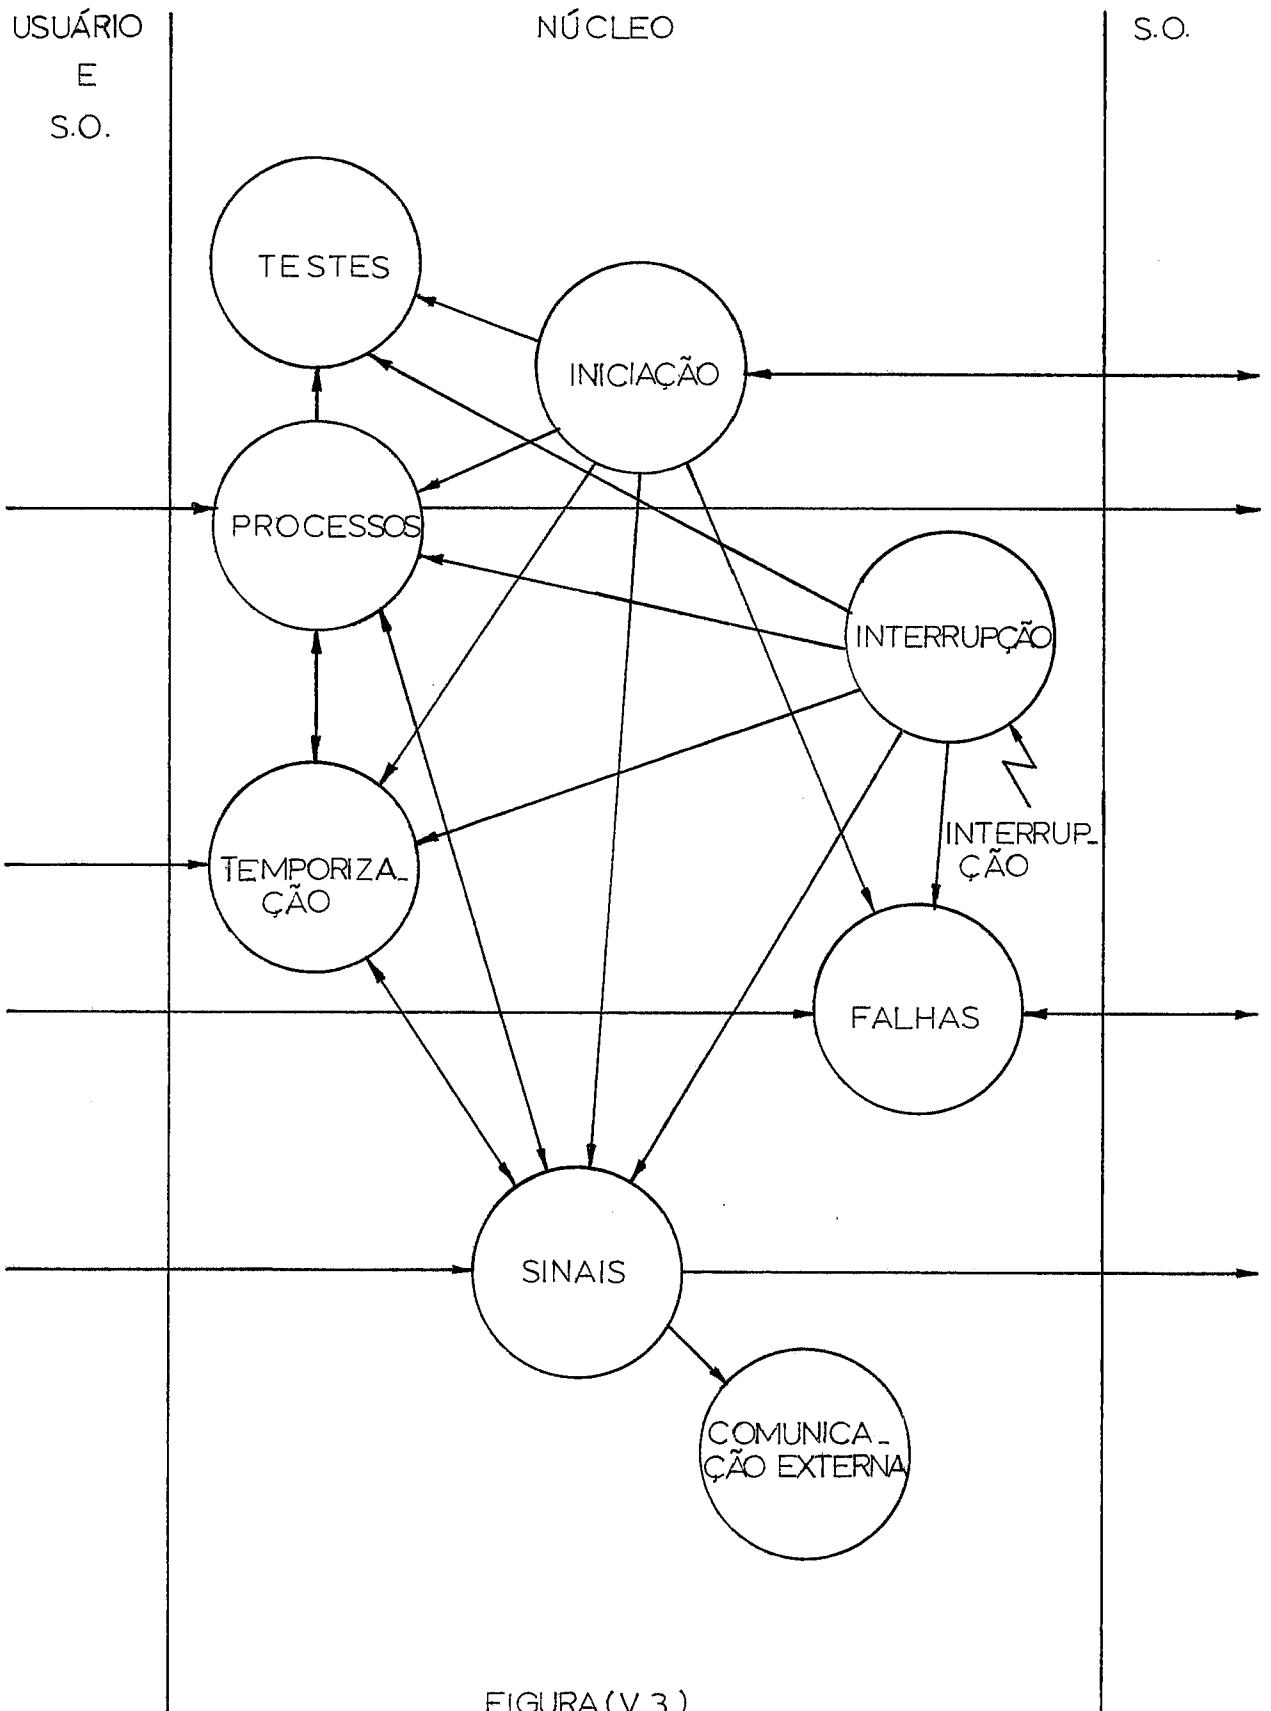 USUÁRIO
E
S.O.
NÚCLEO
S.O.
TESTES
INICIAÇÃO
PROCESSOS
INTERRUPÇÃO
INTERRUP_
ÇÃO
TEMPORIZA_
ÇÃO
FALHAS
SINAIS
COMUNICA_
ÇÃO EXTERNA
FIGURA (V.3)